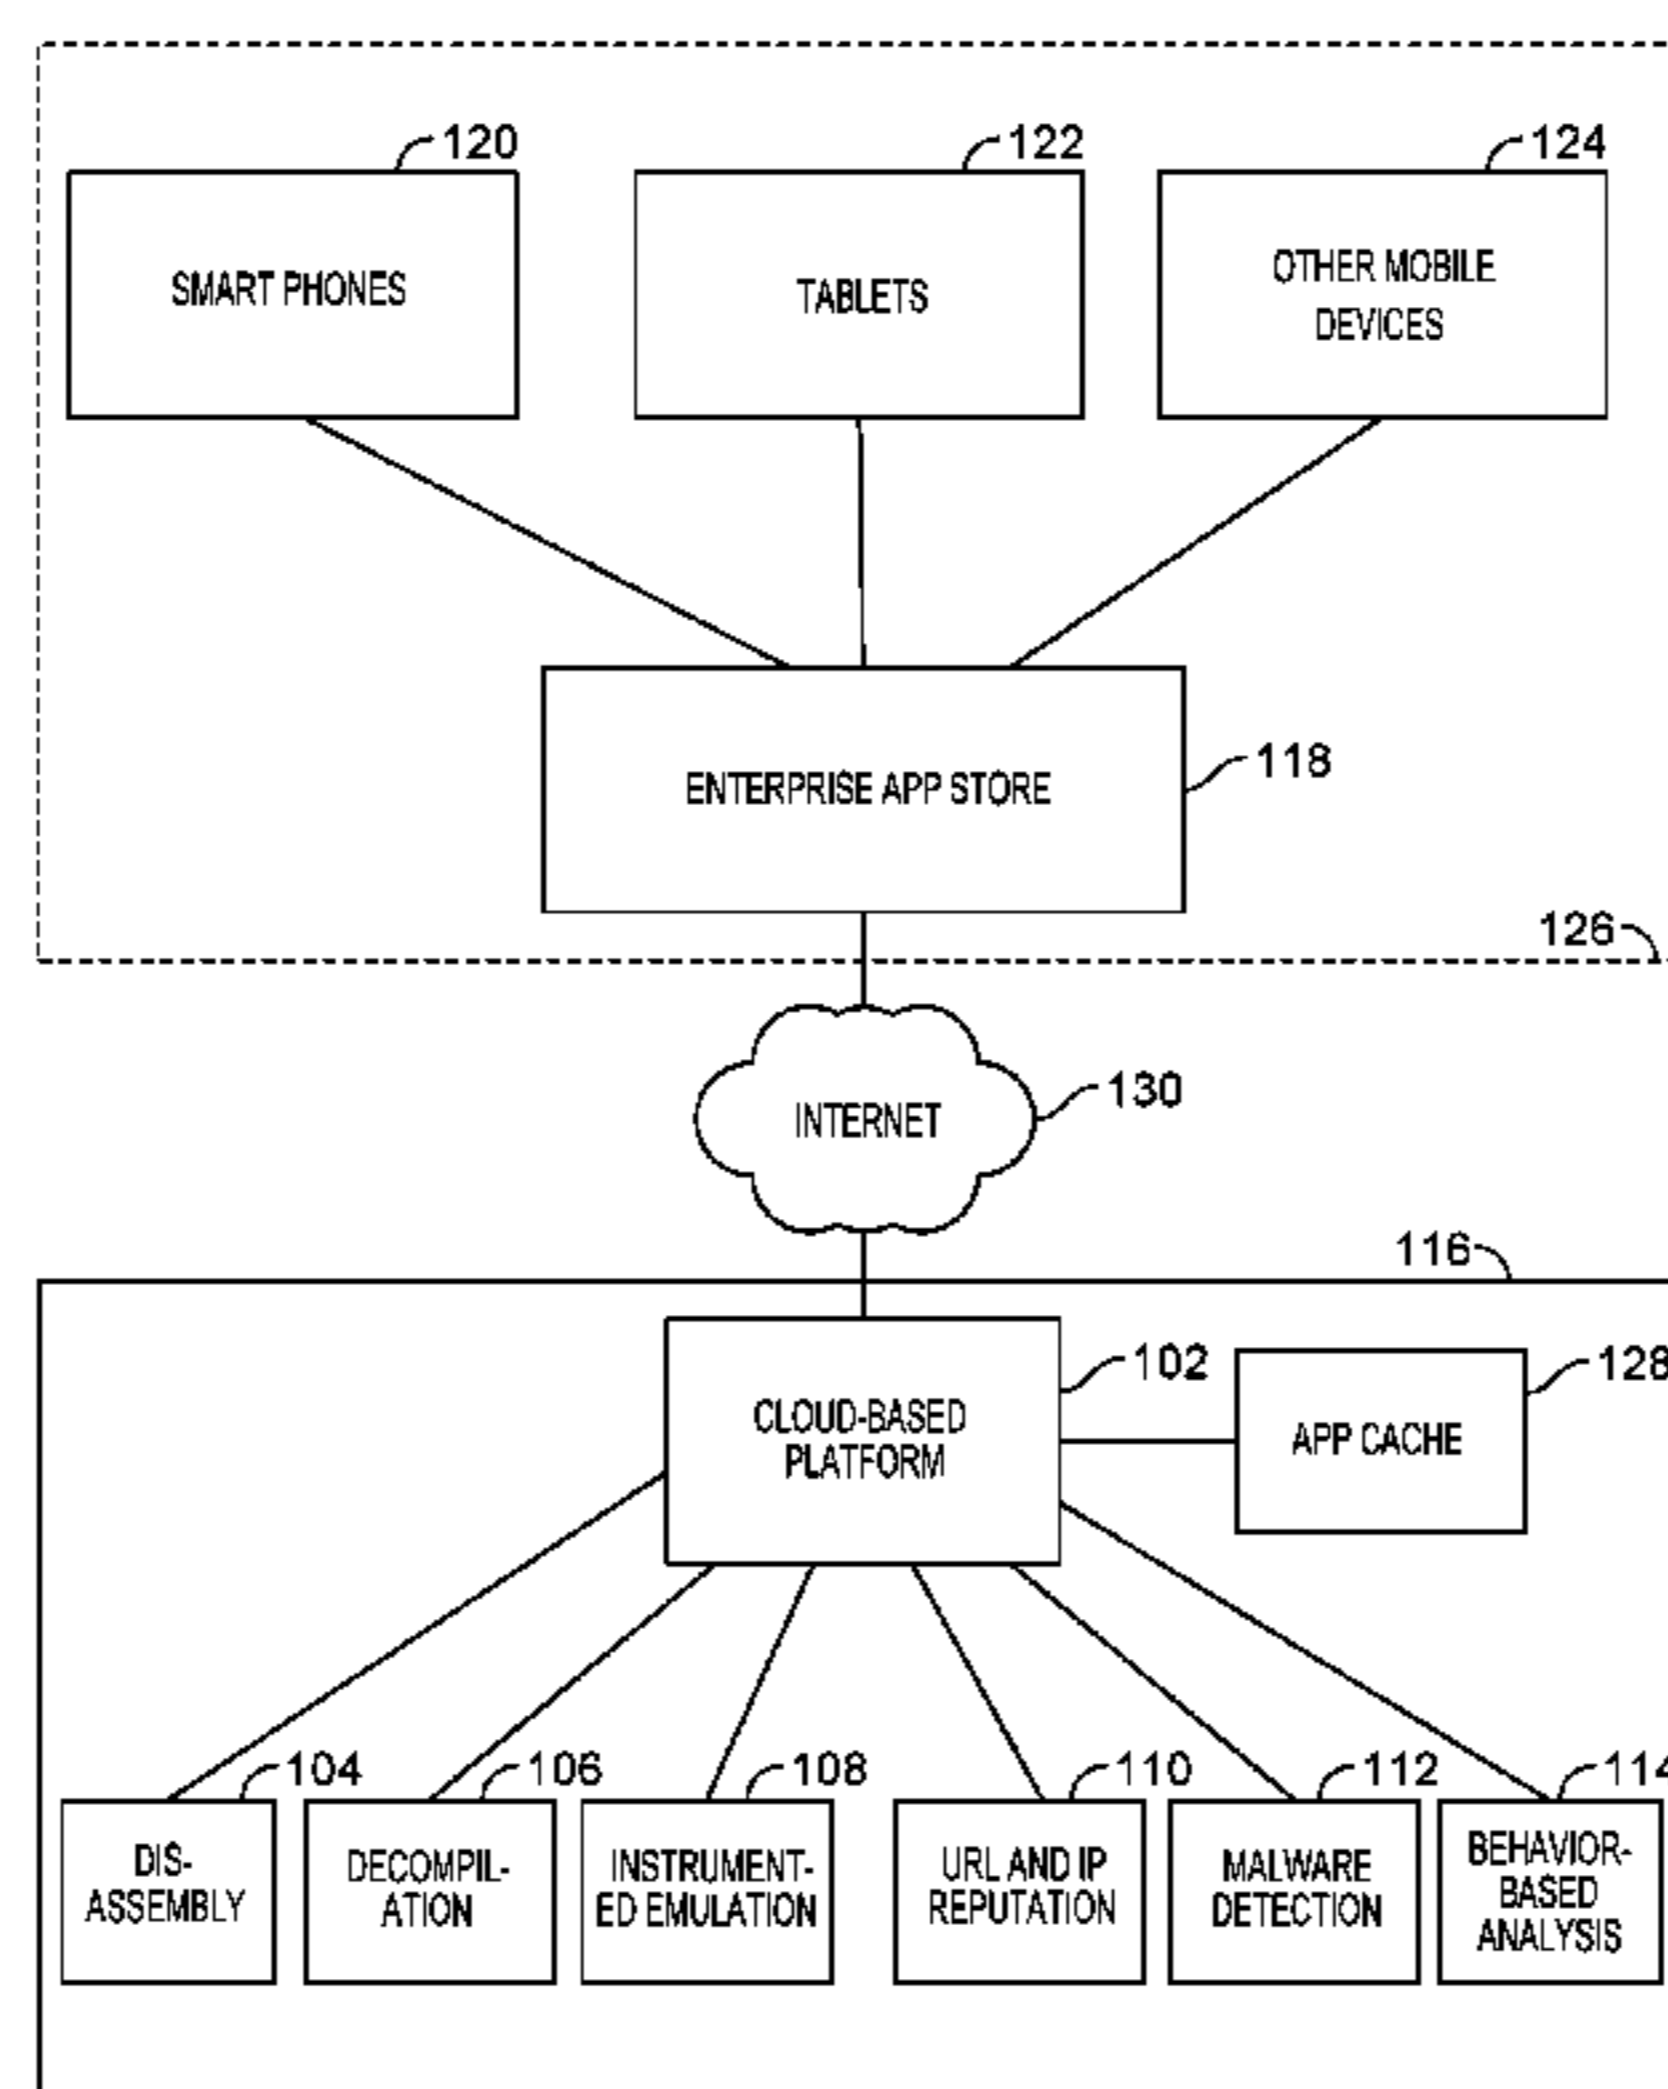 120
122
124
SMART PHONES
TABLETS
OTHER MOBILE
DEVICES
ENTERPRISE APP STORE
118
126
INTERNET
130
116
CLOUD-BASED
PLATFORM
102
APP CACHE
128
104
106
108
110
112
114
DIS-
ASSEMBLY
DECOMPIL-
ATION
INSTRUMENT-
ED EMULATION
URL AND IP
REPUTATION
MALWARE
DETECTION
BEHAVIOR-
BASED
ANALYSIS